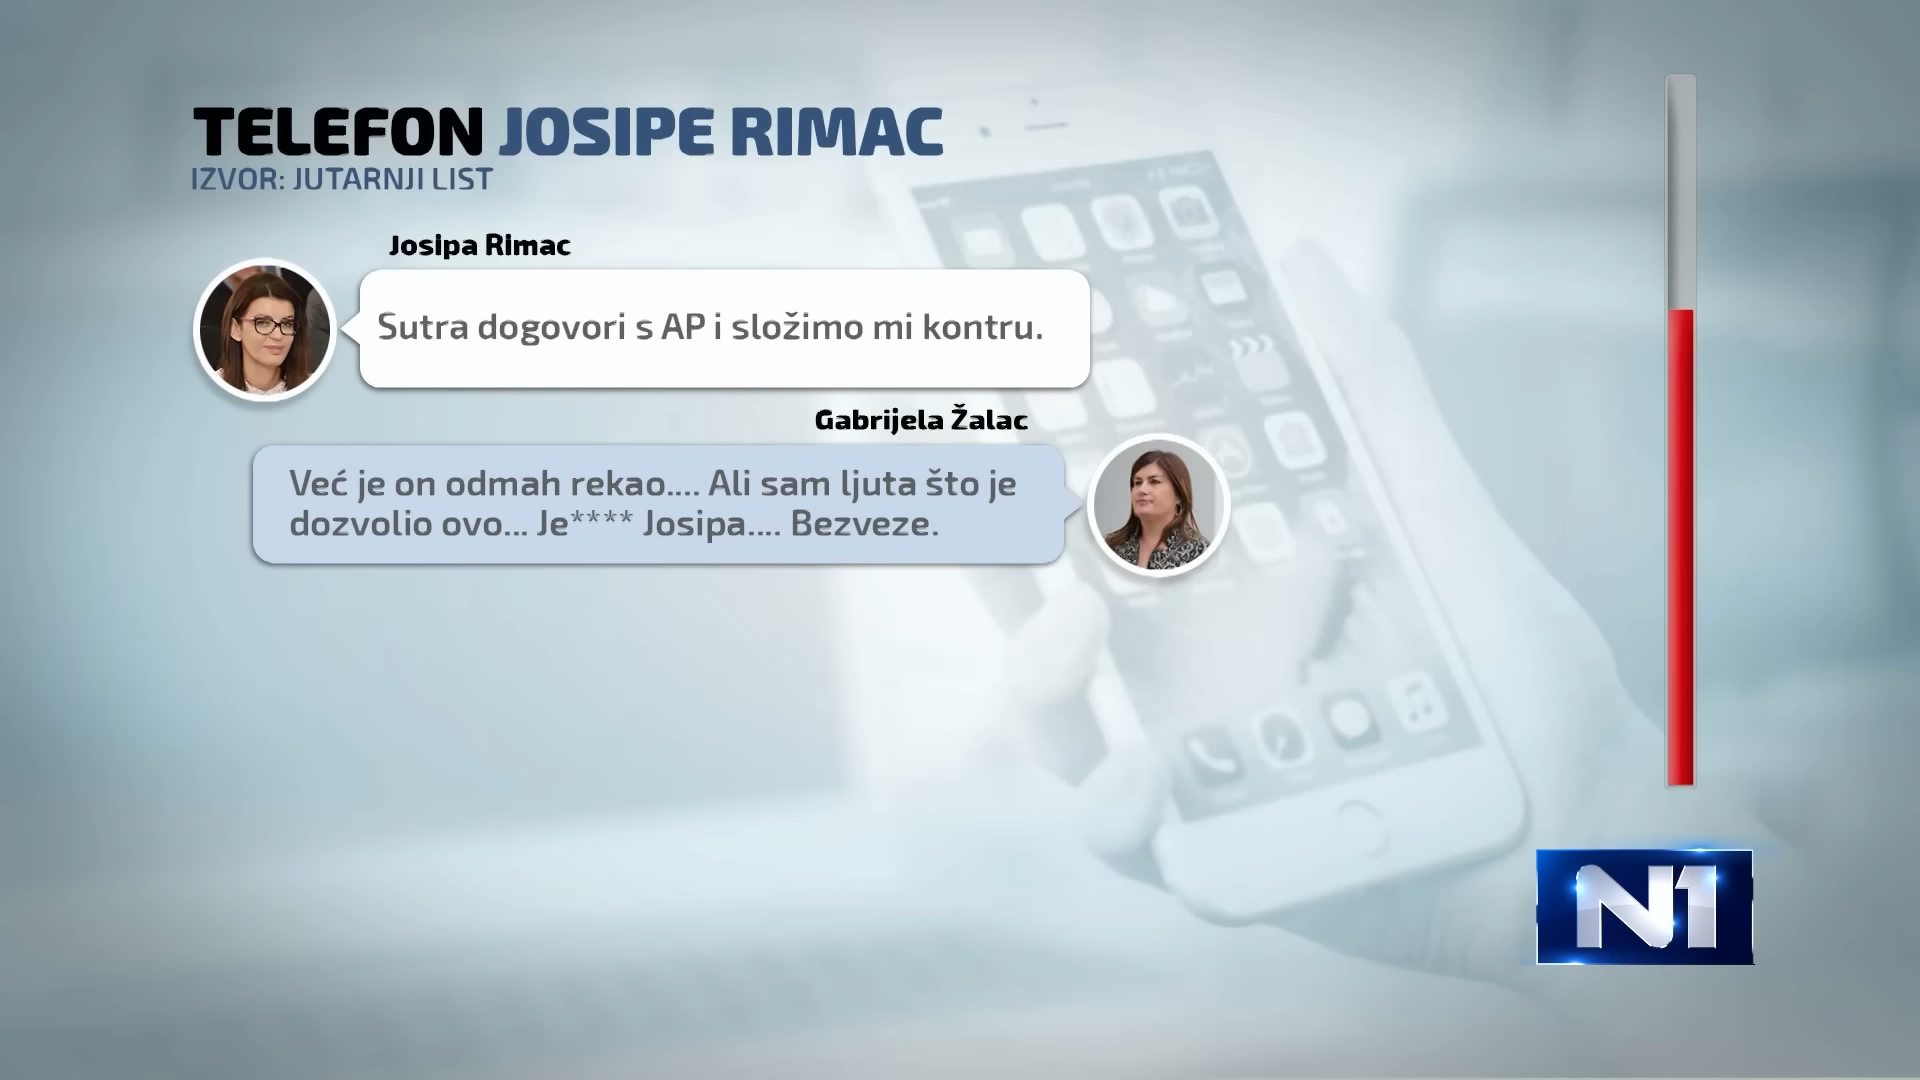 TELEFON JOSIPE RIMAC
IZVOR: JUTARNJI LIST
Josipa Rimac
Sutra dogovori s AP i složimo mi kontru.
Gabrijela Žalac
Već je on odmah rekao.... Ali sam ljuta što je
dozvolio ovo... Je**** Josipa.... Bezveze.
N1